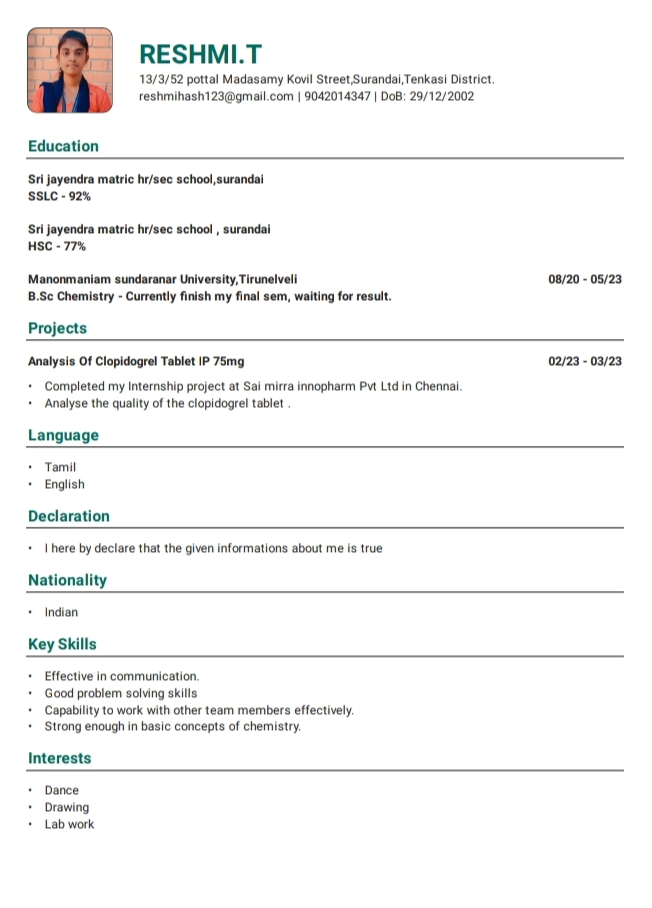 RESHMI.T
13/3/52 pottal Madasamy Kovil Street,Surandai,Tenkasi District.
reshmihash123@gmail.com | 9042014347 | DoB: 29/12/2002
Education
Sri jayendra matric hr/sec school,surandai
SSLC - 92%
Sri jayendra matric hr/sec school , surandai
HSC - 77%
Manonmaniam sundaranar University,Tirunelveli 08/20 - 05/23
B.Sc Chemistry - Currently finish my final sem, waiting for result.
Projects
Analysis Of Clopidogrel Tablet IP 75mg 02/23 - 03/23
• Completed my Internship project at Sai mirra innopharm Pvt Ltd in Chennai.
• Analyse the quality of the clopidogrel tablet .
Language
• Tamil
• English
Declaration
• I here by declare that the given informations about me is true
Nationality
• Indian
Key Skills
• Effective in communication.
• Good problem solving skills
• Capability to work with other team members effectively.
• Strong enough in basic concepts of chemistry.
Interests
• Dance
• Drawing
• Lab work